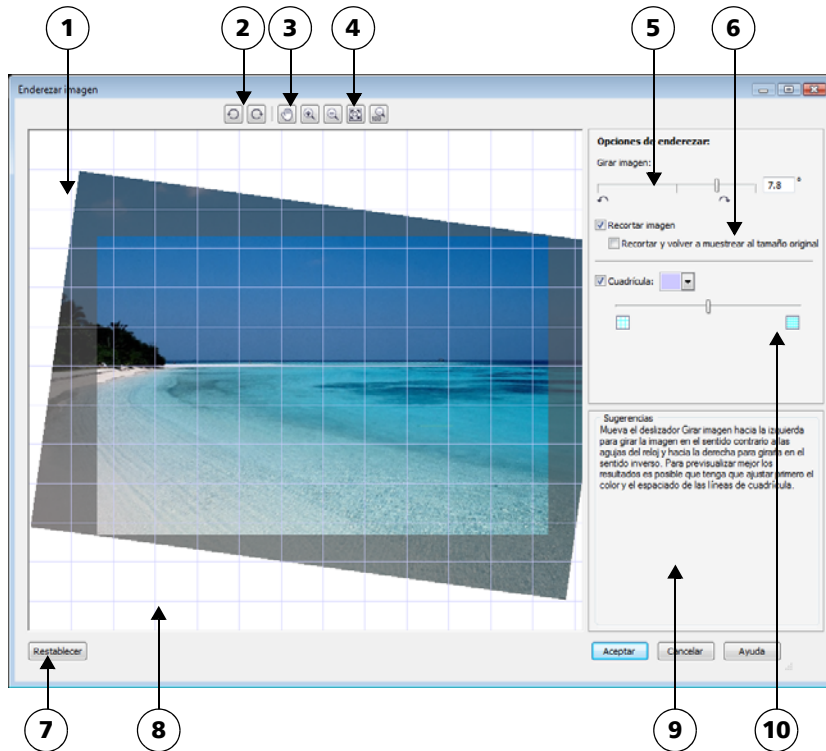 1 2 3 4 5 6
Enderezar imagen
Opciones de enderezar:
Girar imagen:
7.8 °
Recortar imagen
Recortar y volver a muestrear al tamaño original
Cuadrícula:
Sugerencias
Mueva el deslizador Girar imagen hacia la izquierda
para girar la imagen en el sentido contrario a las
agujas del reloj y hacia la derecha para girarla en el
sentido inverso. Para previsualizar mejor los
resultados es posible que tenga que ajustar primero el
color y el espaciado de las líneas de cuadrícula.
Restablecer
Aceptar Cancelar Ayuda
7 8 9 10